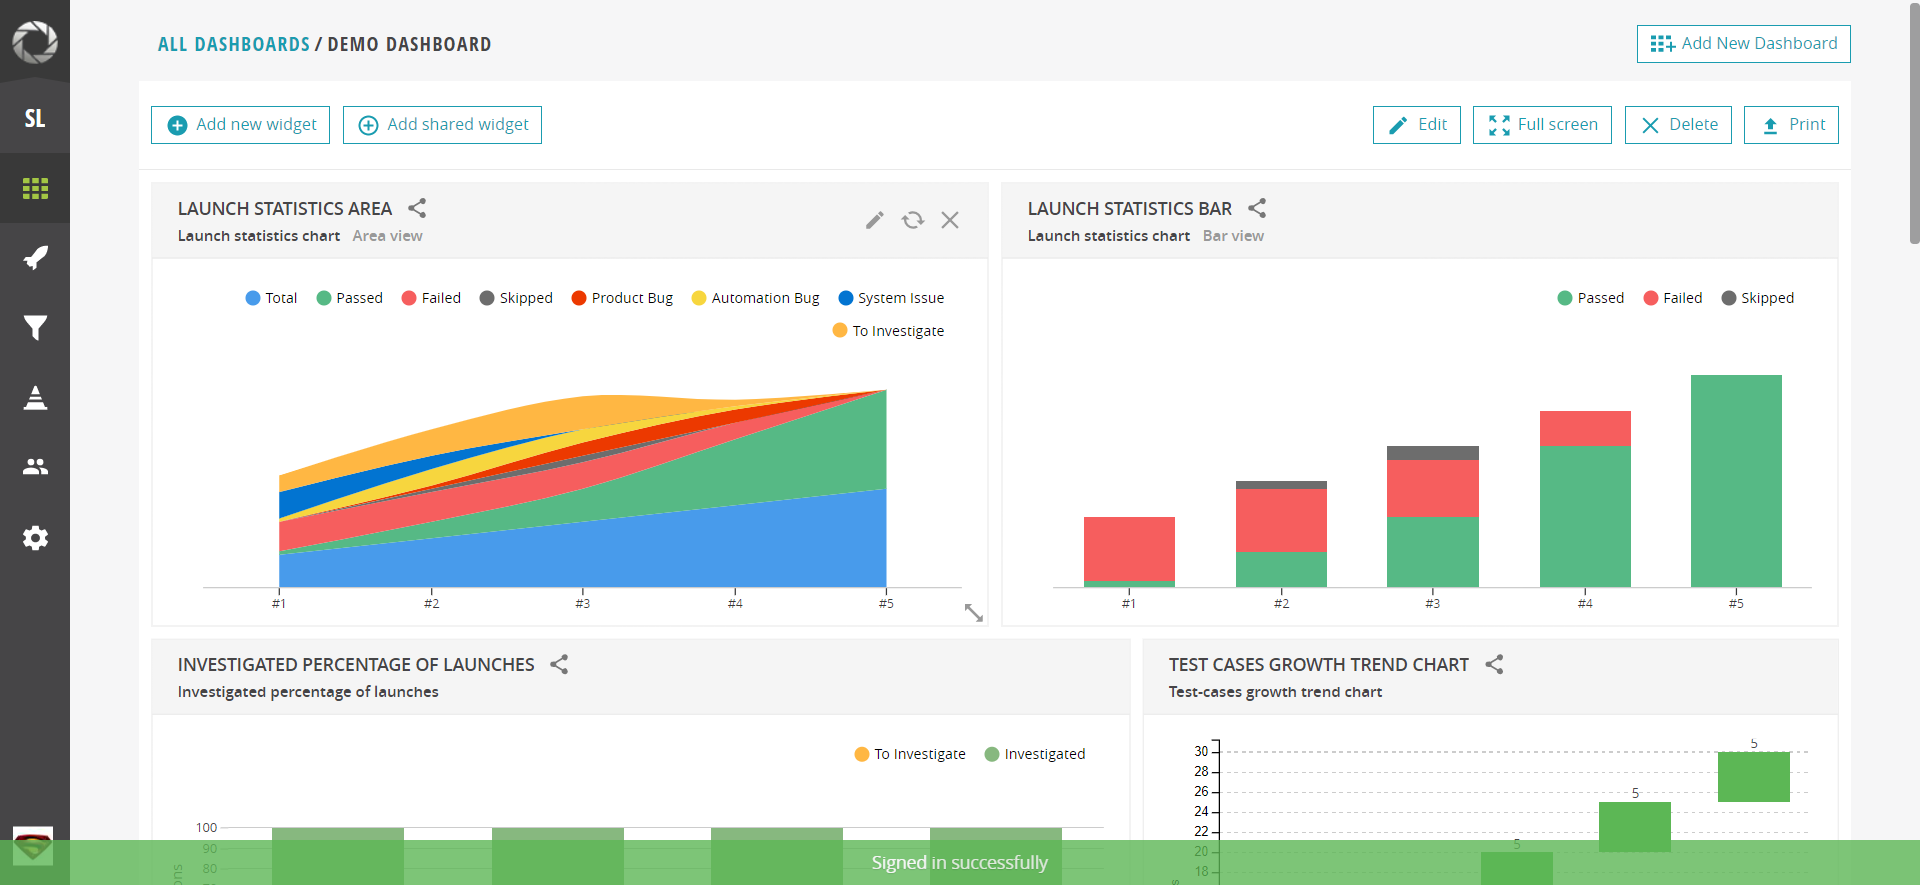 ALL DASHBOARDS / DEMO DASHBOARD
Add New Dashboard
SL
Add new widget
Add shared widget
Edit
Full screen
Delete
Print
LAUNCH STATISTICS AREA
Launch statistics chart Area view
Total Passed Failed Skipped Product Bug Automation Bug System Issue
To Investigate
#1 #2 #3 #4 #5
LAUNCH STATISTICS BAR
Launch statistics chart Bar view
Passed Failed Skipped
#1 #2 #3 #4 #5
INVESTIGATED PERCENTAGE OF LAUNCHES
Investigated percentage of launches
To Investigate Investigated
100
90
80
TEST CASES GROWTH TREND CHART
Test-cases growth trend chart
5
30
28
26
5
24
22
5
20
18
Signed in successfully